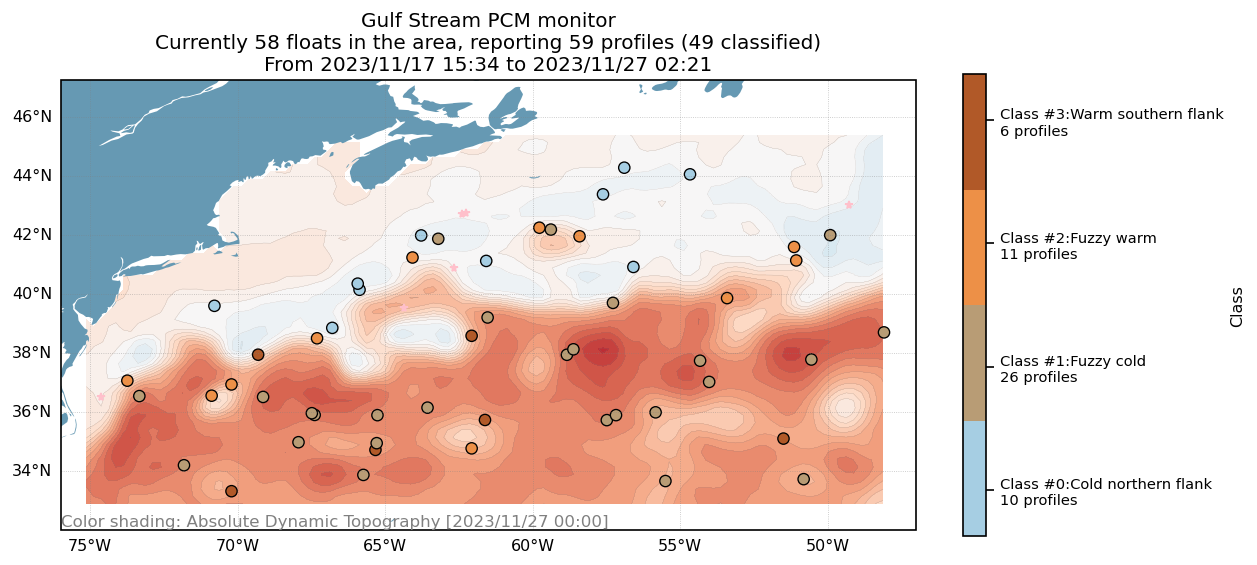 Gulf Stream PCM monitor
Currently 58 floats in the area, reporting 59 profiles (49 classified)
From 2023/11/17 15:34 to 2023/11/27 02:21
46°N
44°N
42°N
40°N
38°N
36°N
34°N
Color shading: Absolute Dynamic Topography [2023/11/27 00:00]
75°W
70°W
65°W
60°W
55°W
50°W
Class #3:Warm southern flank
6 profiles
Class #2:Fuzzy warm
11 profiles
Class #1:Fuzzy cold
26 profiles
Class #0:Cold northern flank
10 profiles
Class